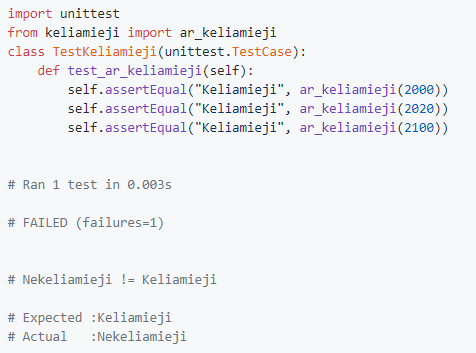 import unittest
from keliamieji import ar_keliamieji
class TestKeliamieji(unittest.TestCase):
    def test_ar_keliamieji(self):
        self.assertEqual("Keliamieji", ar_keliamieji(2000))
        self.assertEqual("Keliamieji", ar_keliamieji(2020))
        self.assertEqual("Keliamieji", ar_keliamieji(2100))
# Ran 1 test in 0.003s
# FAILED (failures=1)
# Nekeliamieji != Keliamieji
# Expected :Keliamieji
# Actual   :Nekeliamieji